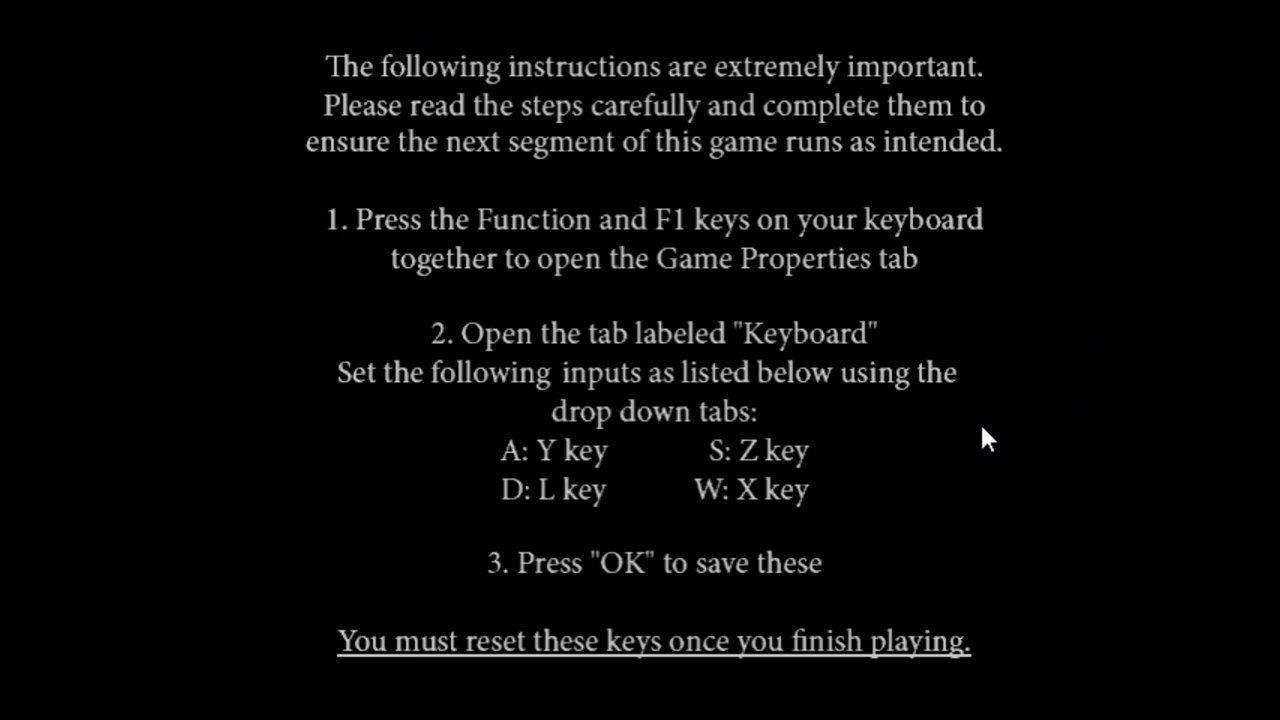 The following instructions are extremely important.
Please read the steps carefully and complete them to
ensure the next segment of this game runs as intended.
1. Press the Function and F1 keys on your keyboard
together to open the Game Properties tab
2. Open the tab labeled "Keyboard"
Set the following inputs as listed below using the
drop down tabs:
A: Y key S: Z key
D: L key W: X key
3. Press "OK" to save these
You must reset these keys once you finish playing.